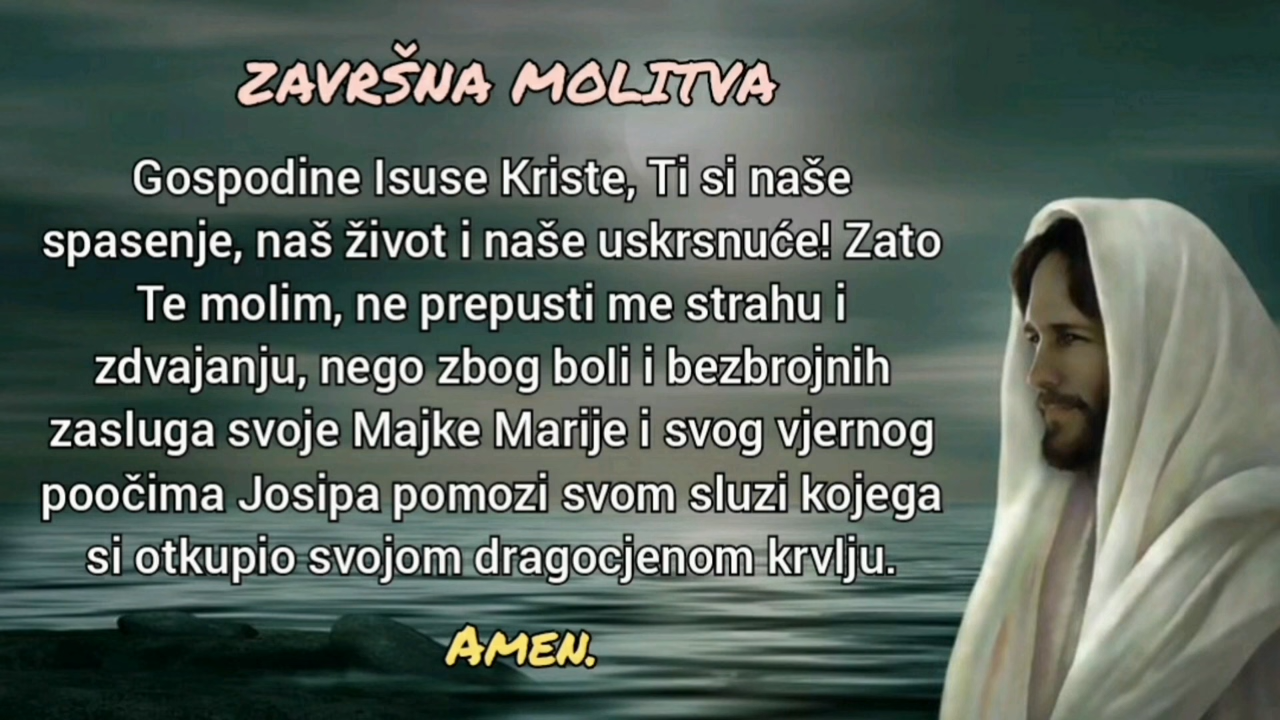 ZAVRŠNA MOLITVA
Gospodine Isuse Kriste, Ti si naše
spasenje, naš život i naše uskrsnuće! Zato
Te molim, ne prepusti me strahu i
zdvajanju, nego zbog boli i bezbrojnih
zasluga svoje Majke Marije i svog vjernog
poočima Josipa pomozi svom sluzi kojega
si otkupio svojom dragocjenom krvlju.
AMEN.